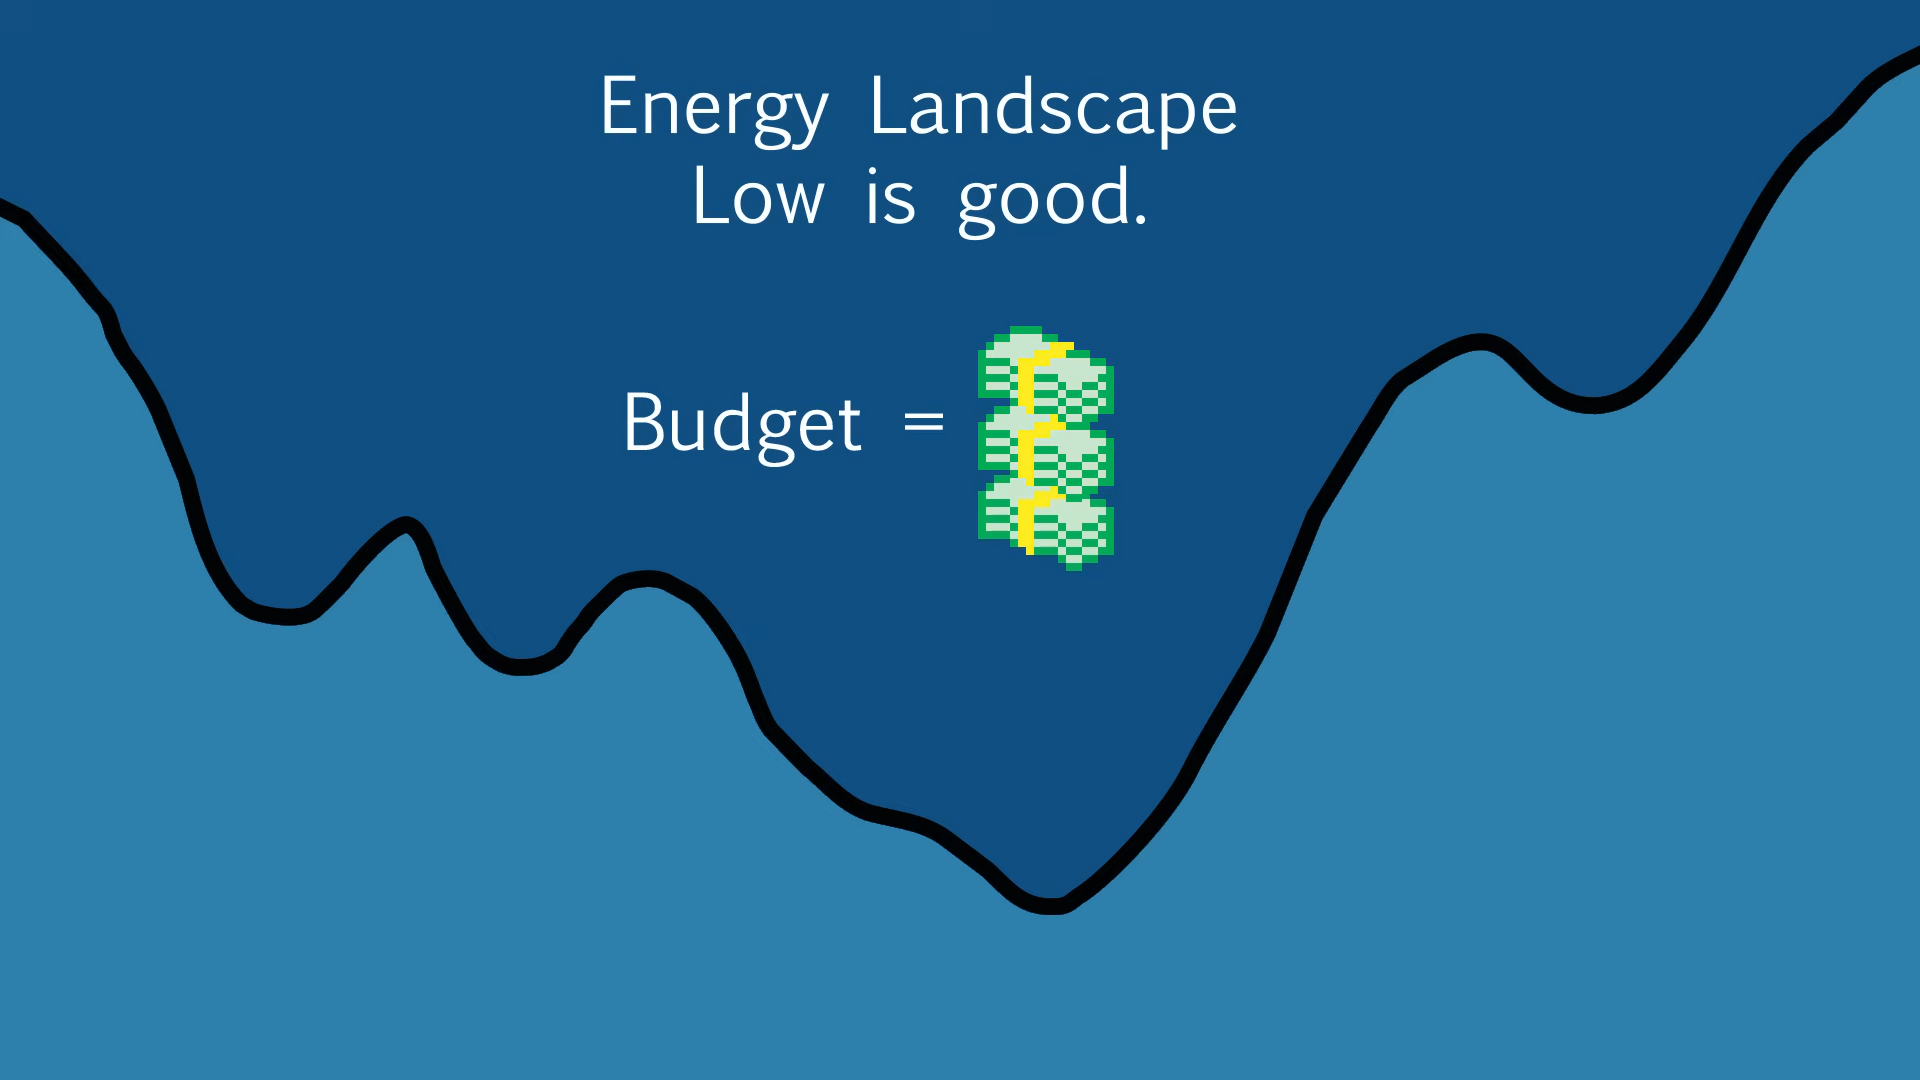 Energy Landscape
Low is good.
Budget =